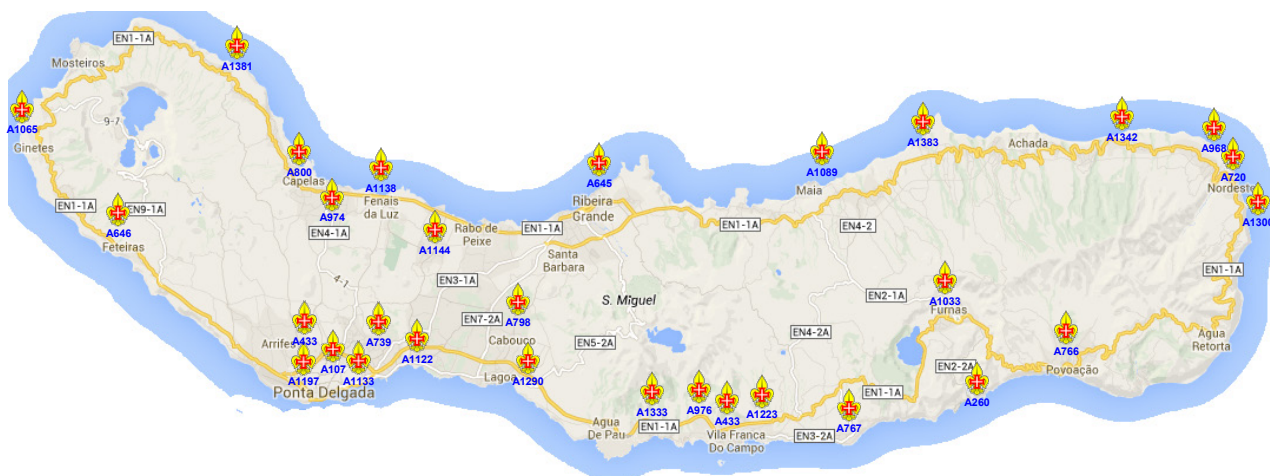 EN1-1A
A1381
Mosteiros
A1065
9-1
Ginetes
A800
Capelas
A1138
A645
A1089
A1383
A1342
A968
Achada
A720
Maia
Nordeste
A974
Fenais
da Luz
Ribeira
Grande
EN1-1A
EN9-1A
A646
Feteiras
EN4-1A
A1144
Rabo de
Peixe
EN1-1A
EN1-1A
EN4-2
A1300
Santa
Barbara
4-1
EN3-1A
S. Miguel
EN2-1A
A1033
Furnas
EN1-1A
A798
EN7-2A
Cabouco
A433
Arrifes
A739
A1122
EN5-2A
EN4-2A
A766
Água
Retorta
A107
A1197
A1133
Ponta Delgada
Lagoa
A1290
EN2-2A
Povoação
A260
A1333
A976
A433
A1223
EN1-1A
A767
Agua
De Pau
EN1-1A
Vila Franca
Do Campo
EN3-2A